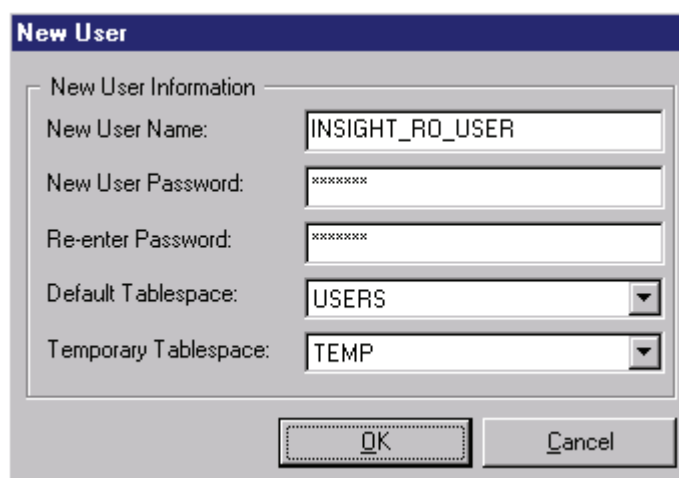 New User
New User Information
New User Name: INSIGHT_RO_USER
New User Password: *******
Re-enter Password: *******
Default Tablespace: USERS
Temporary Tablespace: TEMP
OK Cancel